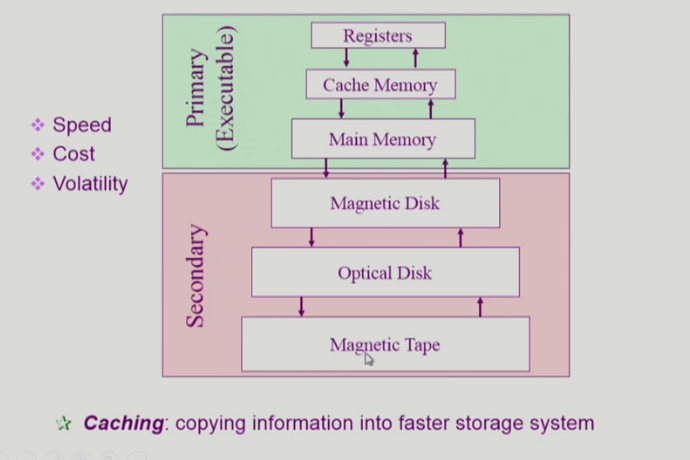 Primary
(Executable)
Registers
Cache Memory
Main Memory
Speed
Cost
Volatility
Secondary
Magnetic Disk
Optical Disk
Magnetic Tape
Caching: copying information into faster storage system